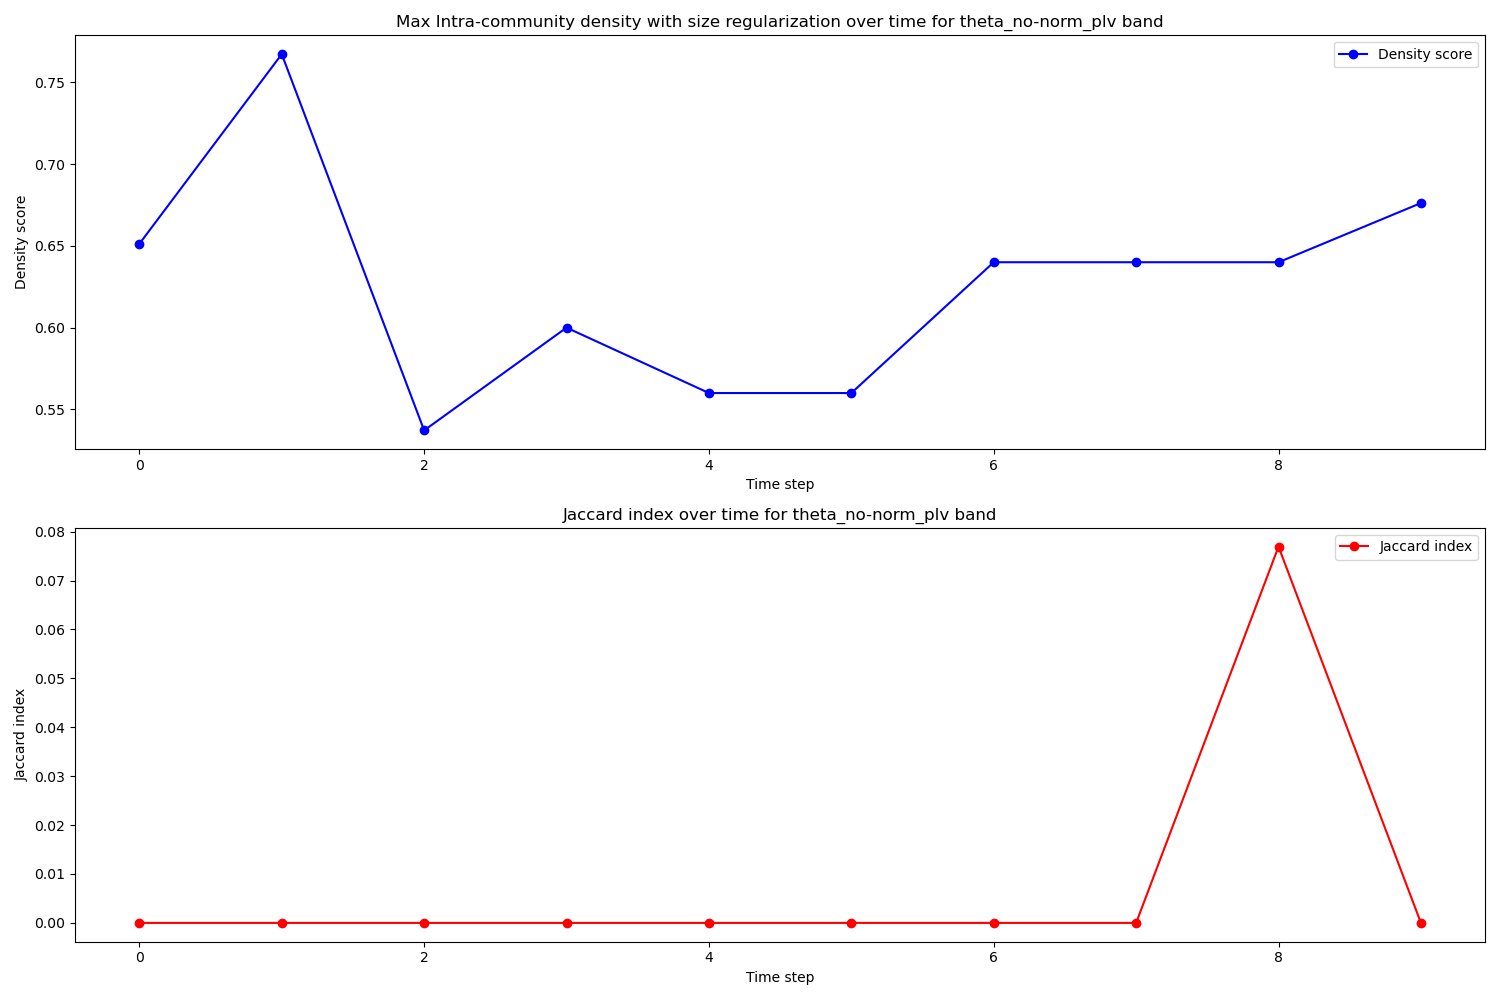 Max Intra-community density with size regularization over time for theta_no-norm_plv band
Density score
0.75
0.70
0.65
0.60
0.55
Density score
0 2 4 6 8
Time step
Jaccard index over time for theta_no-norm_plv band
Jaccard index
0.08
0.07
0.06
0.05
0.04
0.03
0.02
0.01
0.00
Jaccard index
0 2 4 6 8
Time step